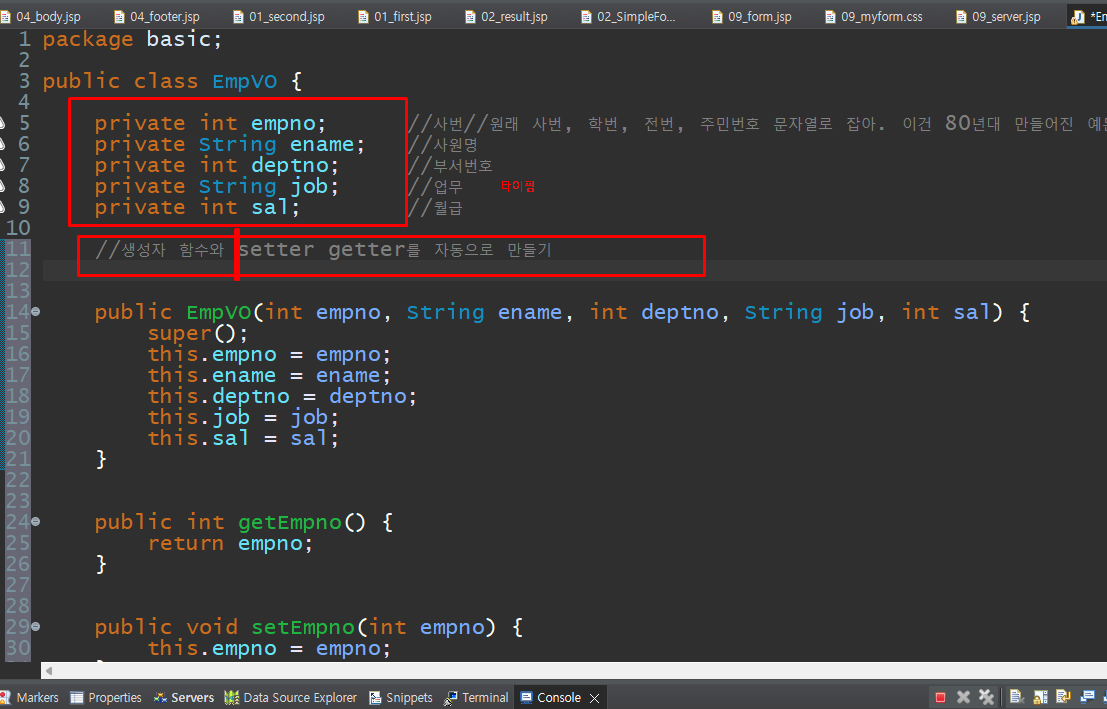 04_body.jsp 04_footer.jsp 01_second.jsp 01_first.jsp 02_result.jsp 02_SimpleFo... 09_form.jsp 09_myform.css 09_server.jsp
1 package basic;
2
3 public class EmpVO {
4
5 private int empno; //사번//원래 사번, 학번, 전번, 주민번호 문자열로 잡아. 이건 80년대 만들어진
6 private String ename; //사원명
7 private int deptno; //부서번호
8 private String job; //업무 타이핑
9 private int sal; //월급
10
11 //생성자 함수와 setter getter를 자동으로 만들기
12
13
14 public EmpVO(int empno, String ename, int deptno, String job, int sal) {
15 super();
16 this.empno = empno;
17 this.ename = ename;
18 this.deptno = deptno;
19 this.job = job;
20 this.sal = sal;
21 }
22
23
24 public int getEmpno() {
25 return empno;
26 }
27
28
29 public void setEmpno(int empno) {
30 this.empno = empno;
Markers Properties Servers Data Source Explorer Snippets Terminal Console